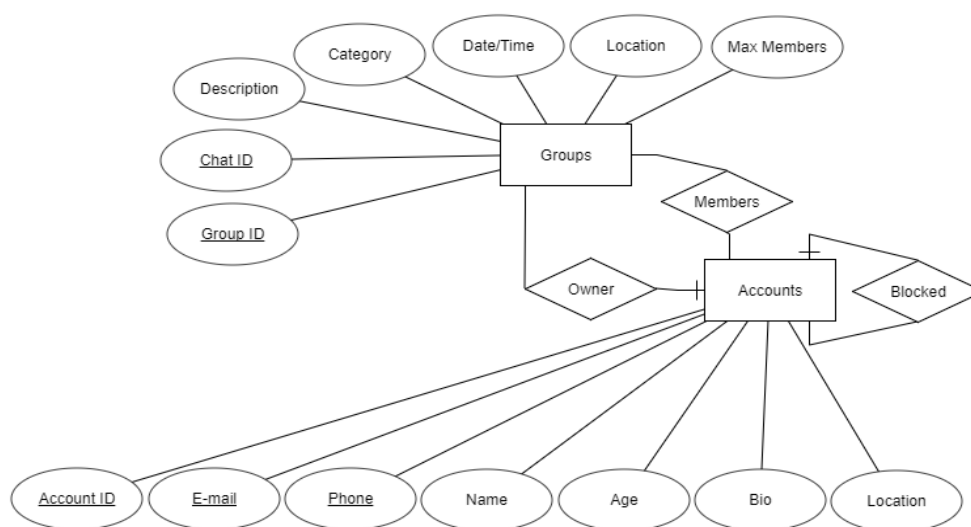 Date/Time
Location
Max Members
Category
Description
Chat ID
Groups
Group ID
Members
Owner
Accounts
Blocked
Account ID
E-mail
Phone
Name
Age
Bio
Location